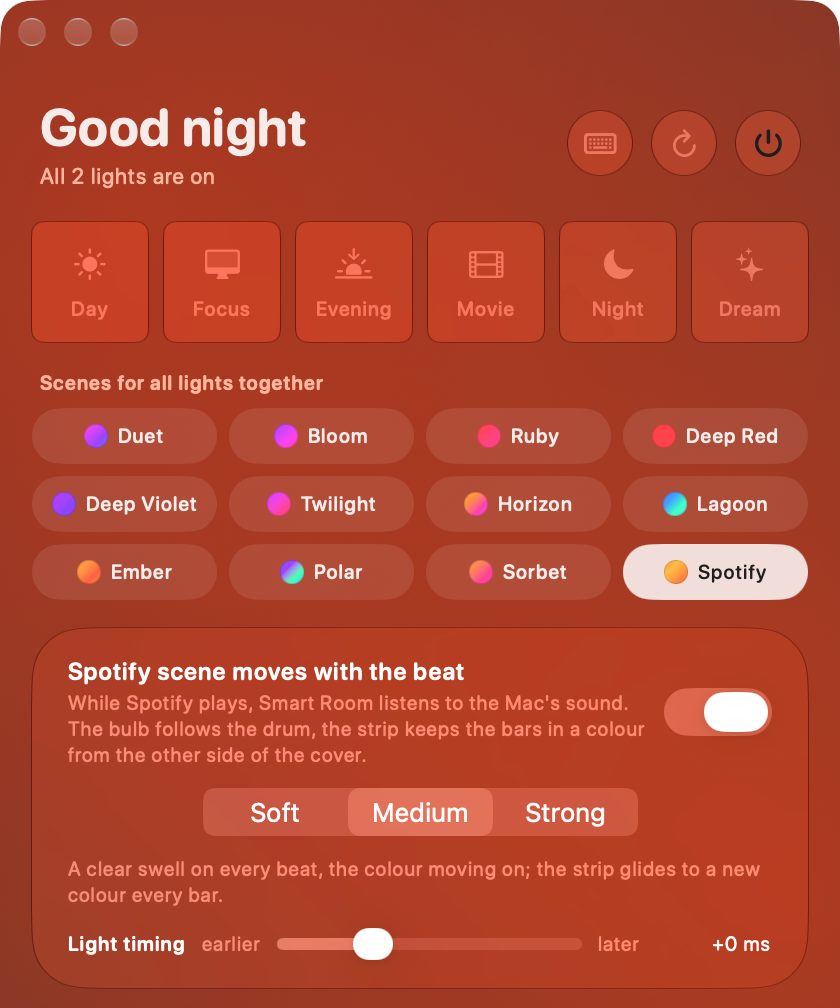 Good night
All 2 lights are on
Day
Focus
Evening
Movie
Night
Dream
Scenes for all lights together
Duet
Bloom
Ruby
Deep Red
Deep Violet
Twilight
Horizon
Lagoon
Ember
Polar
Sorbet
Spotify
Spotify scene moves with the beat
While Spotify plays, Smart Room listens to the Mac's sound.
The bulb follows the drum, the strip keeps the bars in a colour
from the other side of the cover.
Soft
Medium
Strong
A clear swell on every beat, the colour moving on; the strip glides to a new
colour every bar.
Light timing earlier later +0 ms